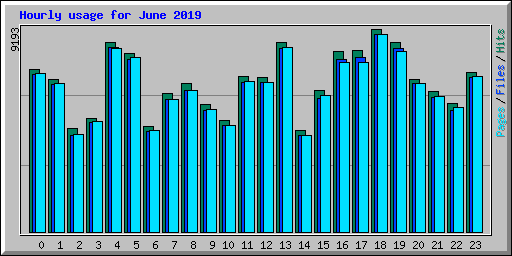 Hourly usage for June 2019
9193
Pages/Files/Hits
0 1 2 3 4 5 6 7 8 9 10 11 12 13 14 15 16 17 18 19 20 21 22 23